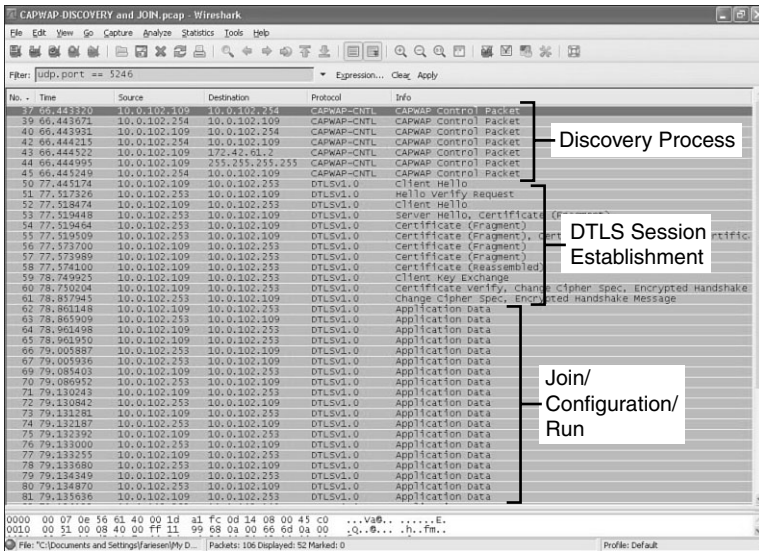 CAPWAP-DISCOVERY and JOIN.pcap - Wireshark
File Edit View Go Capture Analyze Statistics Tools Help
Filter: udp.port == 5246 Expression... Clear Apply
No. - Time Source Destination Protocol Info
37 66.443320 10.0.102.109 10.0.102.254 CAPWAP-CNTL CAPWAP Control Packet
39 66.443671 10.0.102.254 10.0.102.109 CAPWAP-CNTL CAPWAP Control Packet
40 66.443931 10.0.102.109 10.0.102.254 CAPWAP-CNTL CAPWAP Control Packet
42 66.444215 10.0.102.254 10.0.102.109 CAPWAP-CNTL CAPWAP Control Packet
43 66.444522 10.0.102.109 172.42.61.2 CAPWAP-CNTL CAPWAP Control Packet
44 66.444995 10.0.102.109 255.255.255.255 CAPWAP-CNTL CAPWAP Control Packet
45 66.445249 10.0.102.254 10.0.102.109 CAPWAP-CNTL CAPWAP Control Packet
Discovery Process
50 77.445174 10.0.102.109 10.0.102.253 DTLSv1.0 Client Hello
51 77.517326 10.0.102.253 10.0.102.109 DTLSv1.0 Hello Verify Request
52 77.518474 10.0.102.109 10.0.102.253 DTLSv1.0 Client Hello
53 77.519448 10.0.102.253 10.0.102.109 DTLSv1.0 Server Hello, Certificate (Fragment)
54 77.519464 10.0.102.253 10.0.102.109 DTLSv1.0 Certificate (Fragment)
55 77.519509 10.0.102.253 10.0.102.109 DTLSv1.0 Certificate (Fragment),
56 77.573700 10.0.102.109 10.0.102.253 DTLSv1.0 Certificate (Fragment)
57 77.573989 10.0.102.109 10.0.102.253 DTLSv1.0 Certificate (Fragment)
58 77.574100 10.0.102.109 10.0.102.253 DTLSv1.0 Certificate (Reassembled)
59 78.749925 10.0.102.109 10.0.102.253 DTLSv1.0 Client Key Exchange
60 78.750204 10.0.102.109 10.0.102.253 DTLSv1.0 Certificate Verify, Change Cipher Spec, Encrypted Handshake
61 78.857945 10.0.102.253 10.0.102.109 DTLSv1.0 Change Cipher Spec, Encrypted Handshake Message
DTLS Session
Establishment
62 78.861148 10.0.102.109 10.0.102.253 DTLSv1.0 Application Data
63 78.865909 10.0.102.253 10.0.102.109 DTLSv1.0 Application Data
64 78.961498 10.0.102.109 10.0.102.253 DTLSv1.0 Application Data
65 78.961950 10.0.102.253 10.0.102.109 DTLSv1.0 Application Data
66 79.005887 10.0.102.109 10.0.102.253 DTLSv1.0 Application Data
67 79.005936 10.0.102.109 10.0.102.253 DTLSv1.0 Application Data
69 79.085403 10.0.102.253 10.0.102.109 DTLSv1.0 Application Data
70 79.086952 10.0.102.109 10.0.102.253 DTLSv1.0 Application Data
71 79.130243 10.0.102.253 10.0.102.109 DTLSv1.0 Application Data
72 79.130842 10.0.102.109 10.0.102.253 DTLSv1.0 Application Data
73 79.131281 10.0.102.253 10.0.102.109 DTLSv1.0 Application Data
74 79.132187 10.0.102.109 10.0.102.253 DTLSv1.0 Application Data
75 79.132392 10.0.102.109 10.0.102.253 DTLSv1.0 Application Data
76 79.133000 10.0.102.253 10.0.102.109 DTLSv1.0 Application Data
77 79.133255 10.0.102.109 10.0.102.253 DTLSv1.0 Application Data
78 79.133680 10.0.102.109 10.0.102.253 DTLSv1.0 Application Data
79 79.134349 10.0.102.253 10.0.102.109 DTLSv1.0 Application Data
80 79.134870 10.0.102.109 10.0.102.253 DTLSv1.0 Application Data
81 79.135636 10.0.102.253 10.0.102.109 DTLSv1.0 Application Data
Join/
Configuration/
Run
0000 00 07 0e 56 61 40 00 1d a1 fc 0d 14 08 00 45 c0 ...Va@.. ......E.
0010 00 51 00 08 40 00 ff 11 99 68 0a 00 66 6d 0a 00 .Q..@... .h..fm..
File: "C:\Documents and Settings\fariesen\My D... Packets: 106 Displayed: 52 Marked: 0 Profile: Default